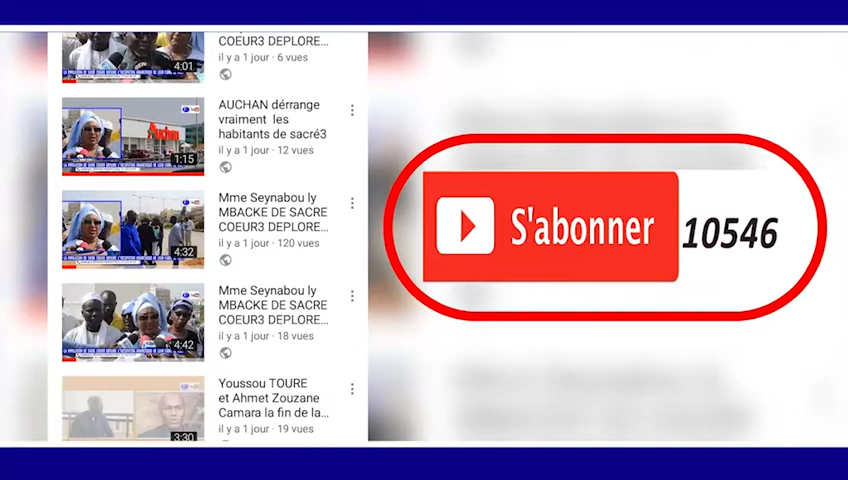 COEUR3 DEPLORE...
il y a 1 jour · 6 vues
4:01
AUCHAN dérrange
vraiment les
habitants de sacré3
il y a 1 jour · 12 vues
Auchan
1:15
Mme Seynabou ly
MBACKE DE SACRE
COEUR3 DEPLORE...
il y a 1 jour · 120 vues
4:32
Mme Seynabou ly
MBACKE DE SACRE
COEUR3 DEPLORE...
il y a 1 jour · 18 vues
4:42
Youssou TOURE
et Ahmet Zouzane
Camara la fin de la...
il y a 1 jour · 19 vues
3:30
S'abonner
10546